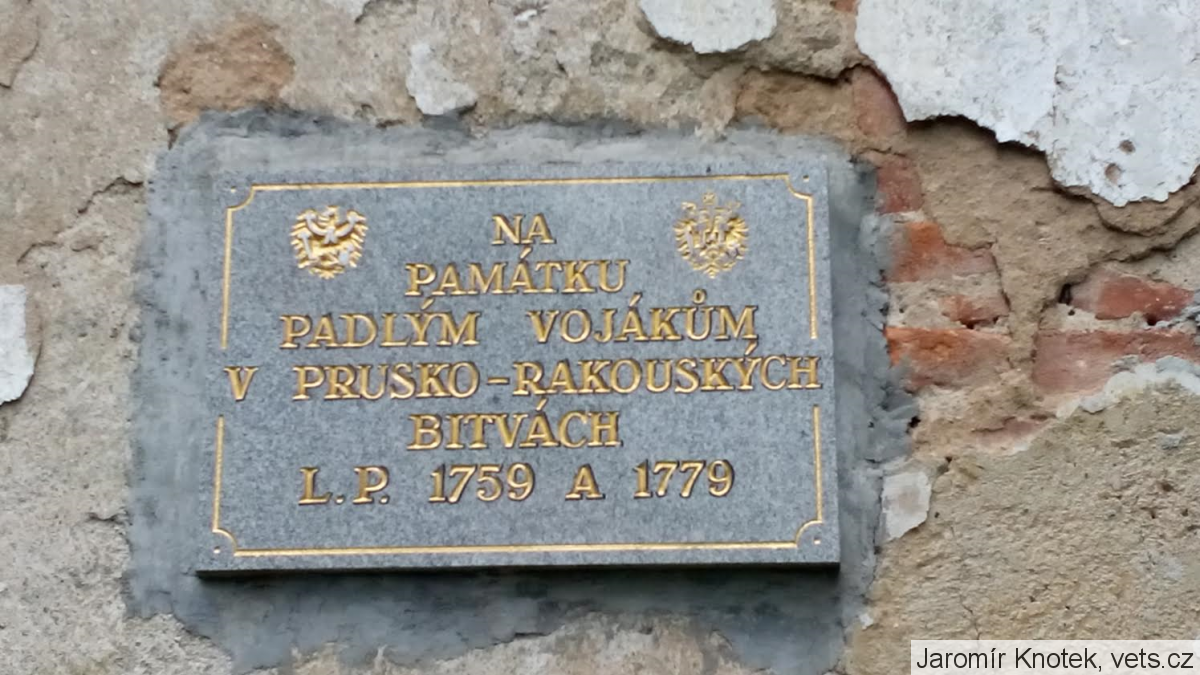 NA
PAMÁTKU
PADLÝM VOJÁKŮM
V PRUSKO-RAKOUSKÝCH
BITVÁCH
L.P. 1759 A 1779
Jaromír Knotek, vets.cz